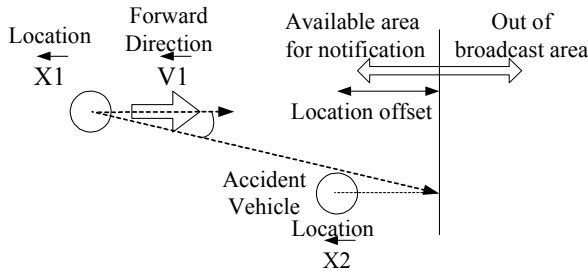 Location
X1
Forward
Direction
V1
Available area
for notification
Out of
broadcast area
Location offset
Accident
Vehicle
Location
X2